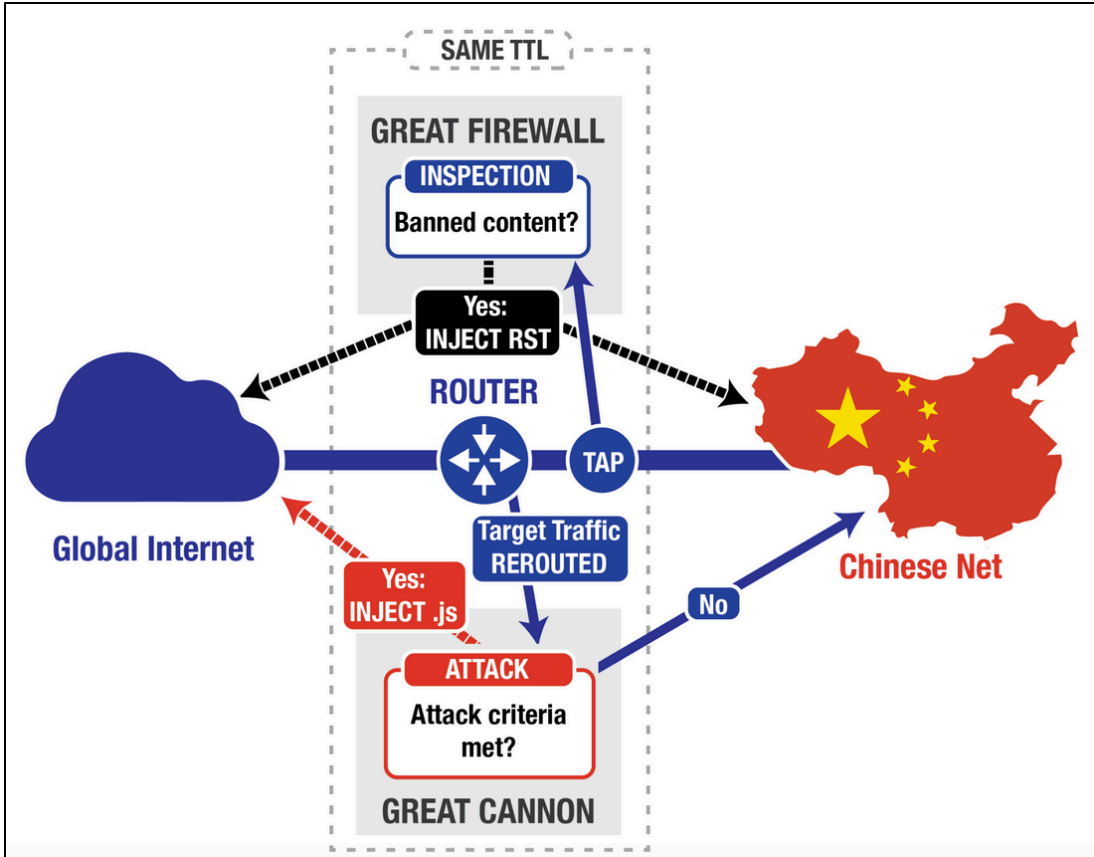 SAME TTL
GREAT FIREWALL
INSPECTION
Banned content?
Yes:
INJECT RST
ROUTER
TAP
Global Internet
Target Traffic
REROUTED
Chinese Net
Yes:
INJECT .js
No
ATTACK
Attack criteria
met?
GREAT CANNON